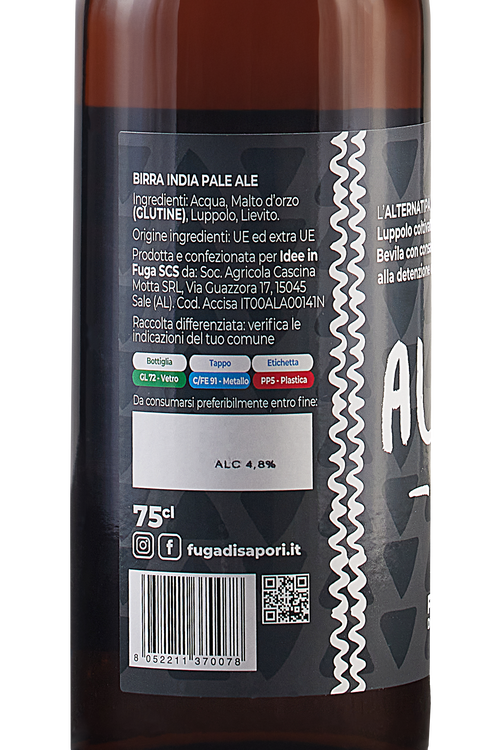 BIRRA INDIA PALE ALE
Ingredienti: Acqua, Malto d'orzo
(GLUTINE), Luppolo, Lievito.
Origine ingredienti: UE ed extra UE
Prodotta e confezionata per Idee in
Fuga SCS da: Soc. Agricola Cascina
Motta SRL, Via Guazzora 17, 15045
Sale (AL). Cod. Accisa IT00ALA00141N
Raccolta differenziata: verifica le
indicazioni del tuo comune
Bottiglia Tappo Etichetta
GL 72 - Vetro C/FE 91 - Metallo PP5 - Plastica
Da consumarsi preferibilmente entro fine:
ALC 4,8%
75cl
fugadisapori.it
8 052211 370078
L'ALTERNATIPA
Luppolo
Bevila con
alla detenzione